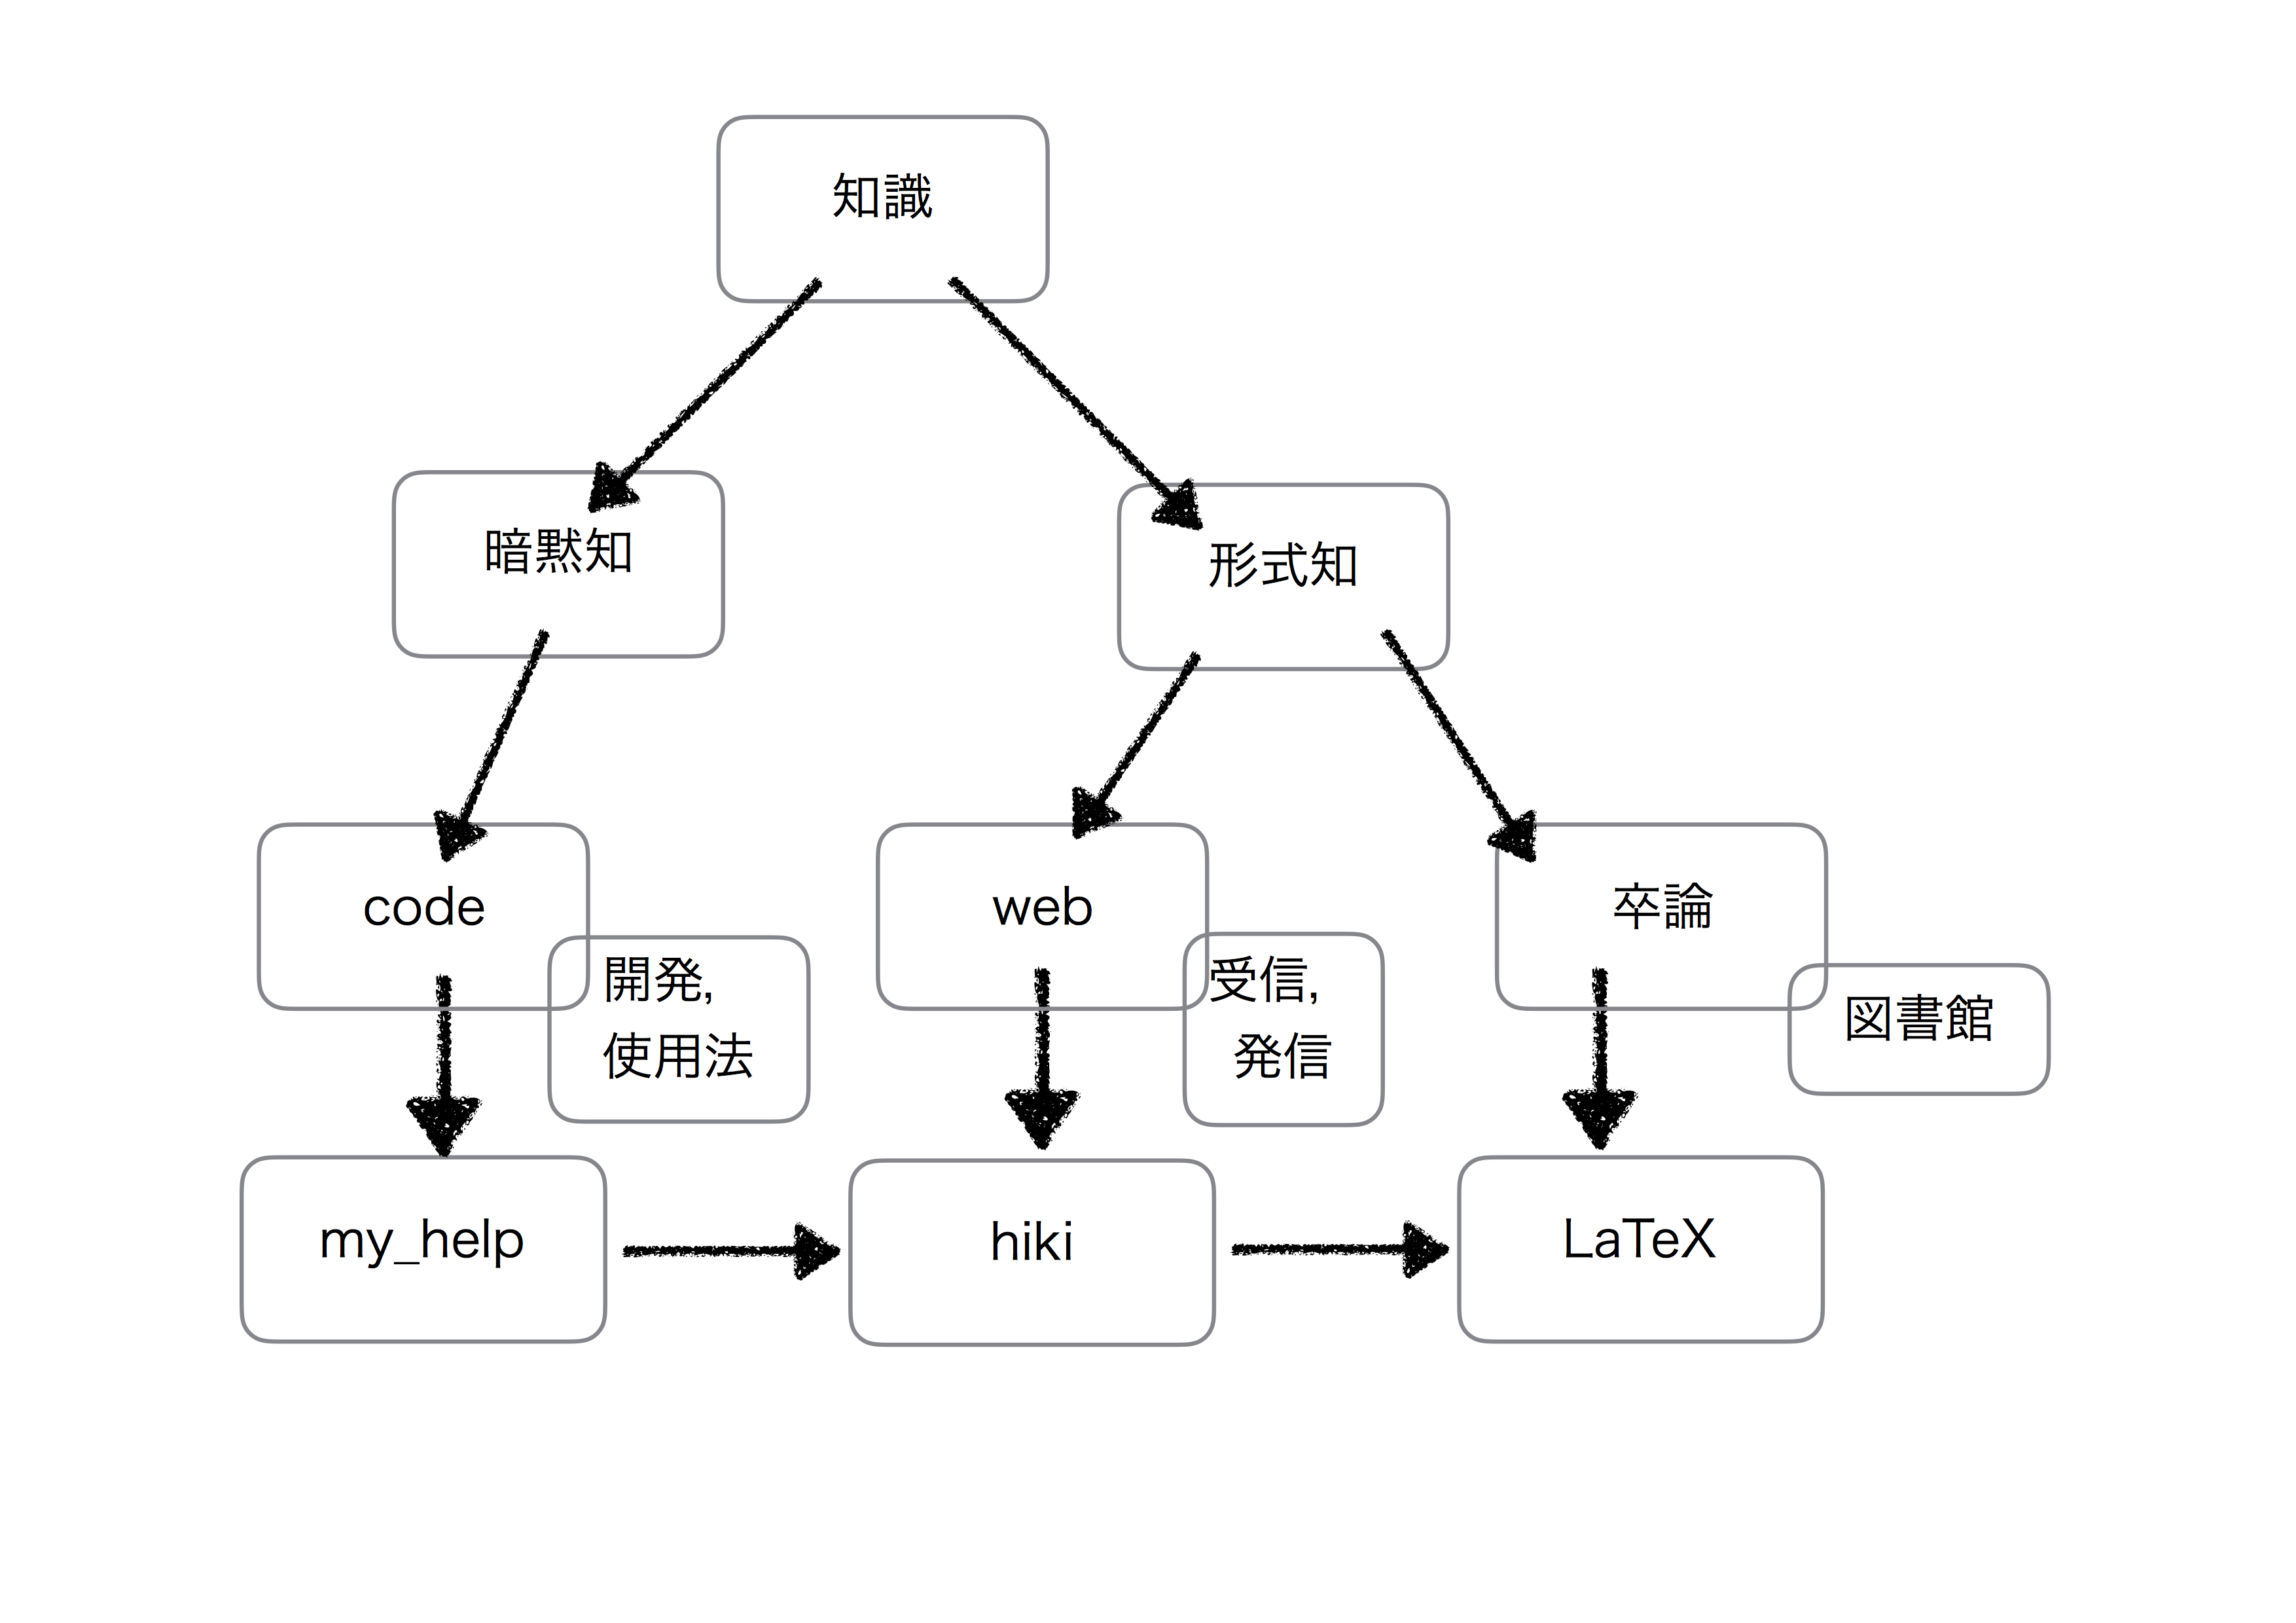 知識
暗黙知
形式知
code
開発,
使用法
web
受信,
発信
卒論
図書館
my_help
hiki
LaTeX